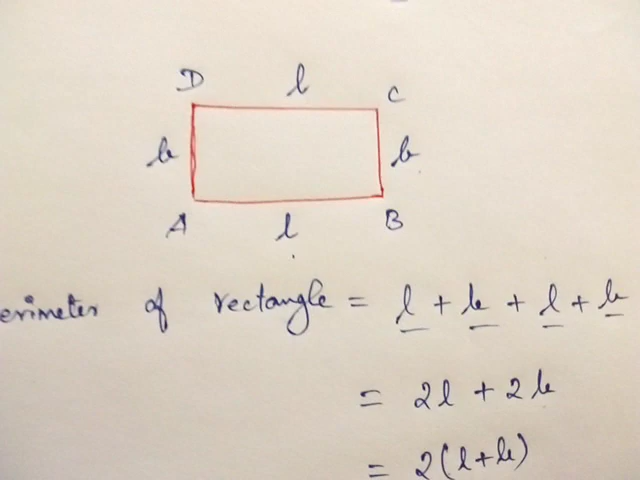 D l C
b b
A l B
erimeter of rectangle = l + b + l + b
= 2l + 2b
= 2(l+b)